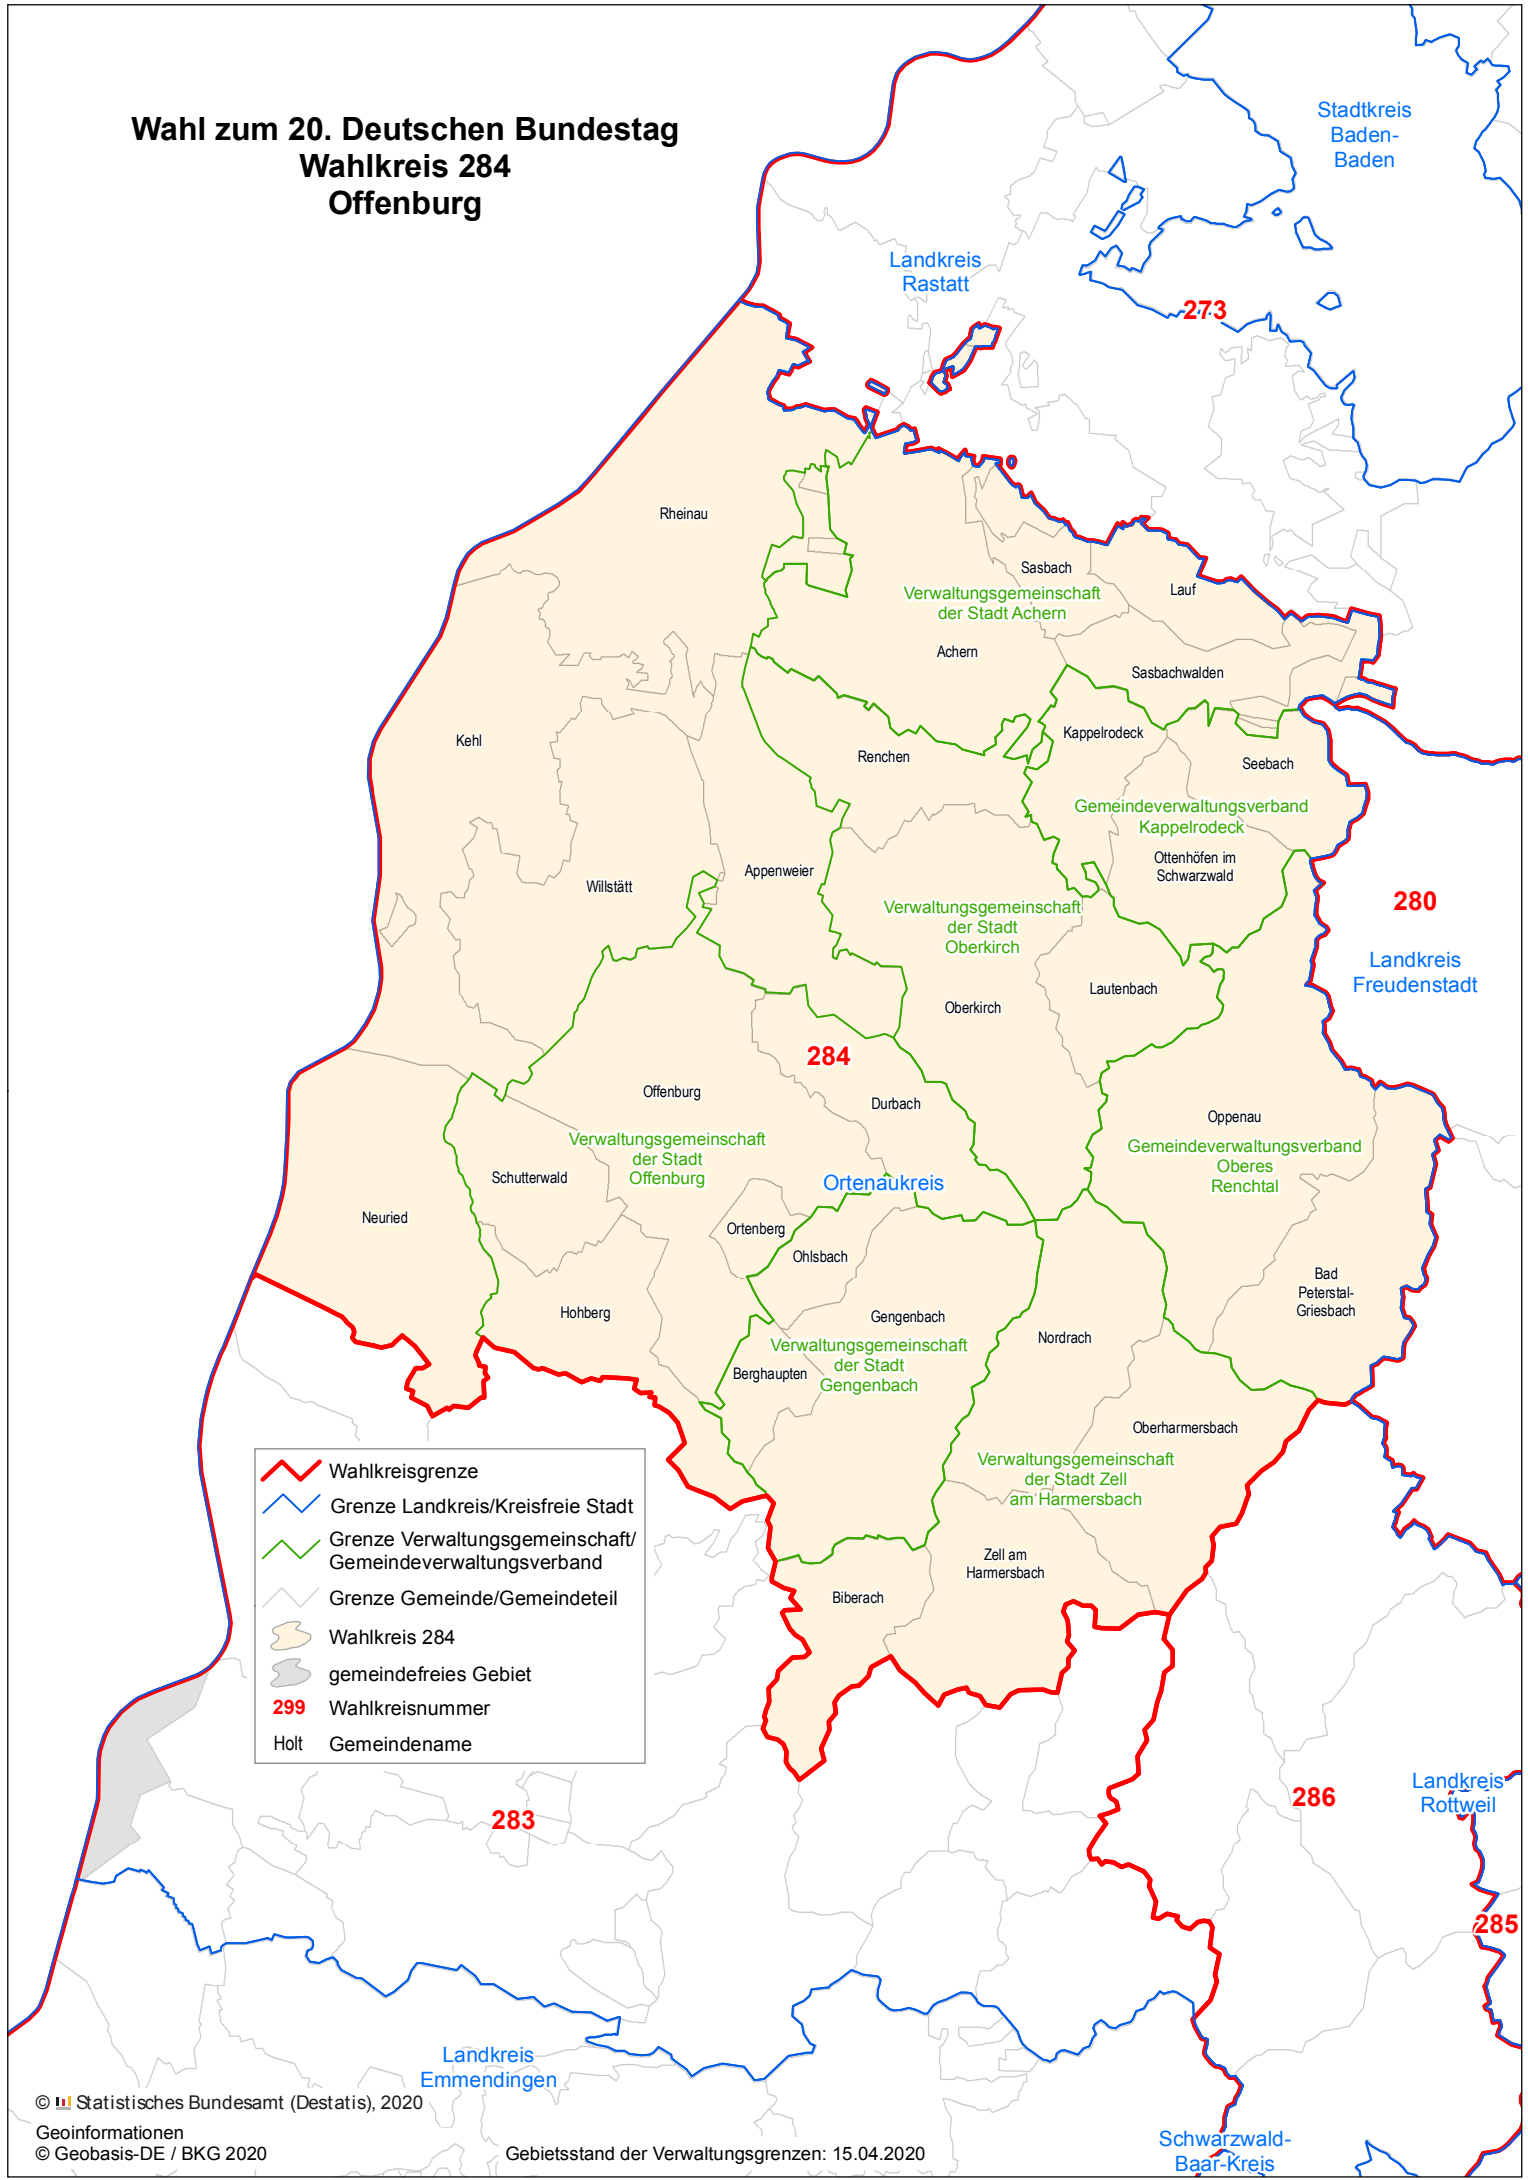 Wahl zum 20. Deutschen Bundestag
Wahlkreis 284
Offenburg
Stadtkreis
Baden-
Baden
Landkreis
Rastatt
273
Rheinau
Sasbach
Lauf
Verwaltungsgemeinschaft
der Stadt Achern
Achern
Sasbachwalden
Kehl
Renchen
Kappelrodeck
Seebach
Gemeindeverwaltungsverband
Kappelrodeck
Ottenhöfen im
Schwarzwald
Willstätt
Appenweier
280
Verwaltungsgemeinschaft
der Stadt
Oberkirch
Landkreis
Freudenstadt
Lautenbach
Oberkirch
284
Offenburg
Durbach
Oppenau
Verwaltungsgemeinschaft
der Stadt
Offenburg
Gemeindeverwaltungsverband
Oberes
Renchtal
Schutterwald
Ortenaukreis
Neuried
Ortenberg
Ohlsbach
Bad
Peterstal-
Griesbach
Hohberg
Gengenbach
Nordrach
Verwaltungsgemeinschaft
der Stadt
Gengenbach
Berghaupten
Oberharmersbach
Verwaltungsgemeinschaft
der Stadt Zell
am Harmersbach
Zell am
Harmersbach
Biberach
Wahlkreisgrenze
Grenze Landkreis/Kreisfreie Stadt
Grenze Verwaltungsgemeinschaft/
Gemeindeverwaltungsverband
Grenze Gemeinde/Gemeindeteil
Wahlkreis 284
gemeindefreies Gebiet
299 Wahlkreisnummer
Holt Gemeindename
283
286
Landkreis
Rottweil
285
Landkreis
Emmendingen
Schwarzwald-
Baar-Kreis
© Statistisches Bundesamt (Destatis), 2020
Geoinformationen
© Geobasis-DE / BKG 2020
Gebietsstand der Verwaltungsgrenzen: 15.04.2020